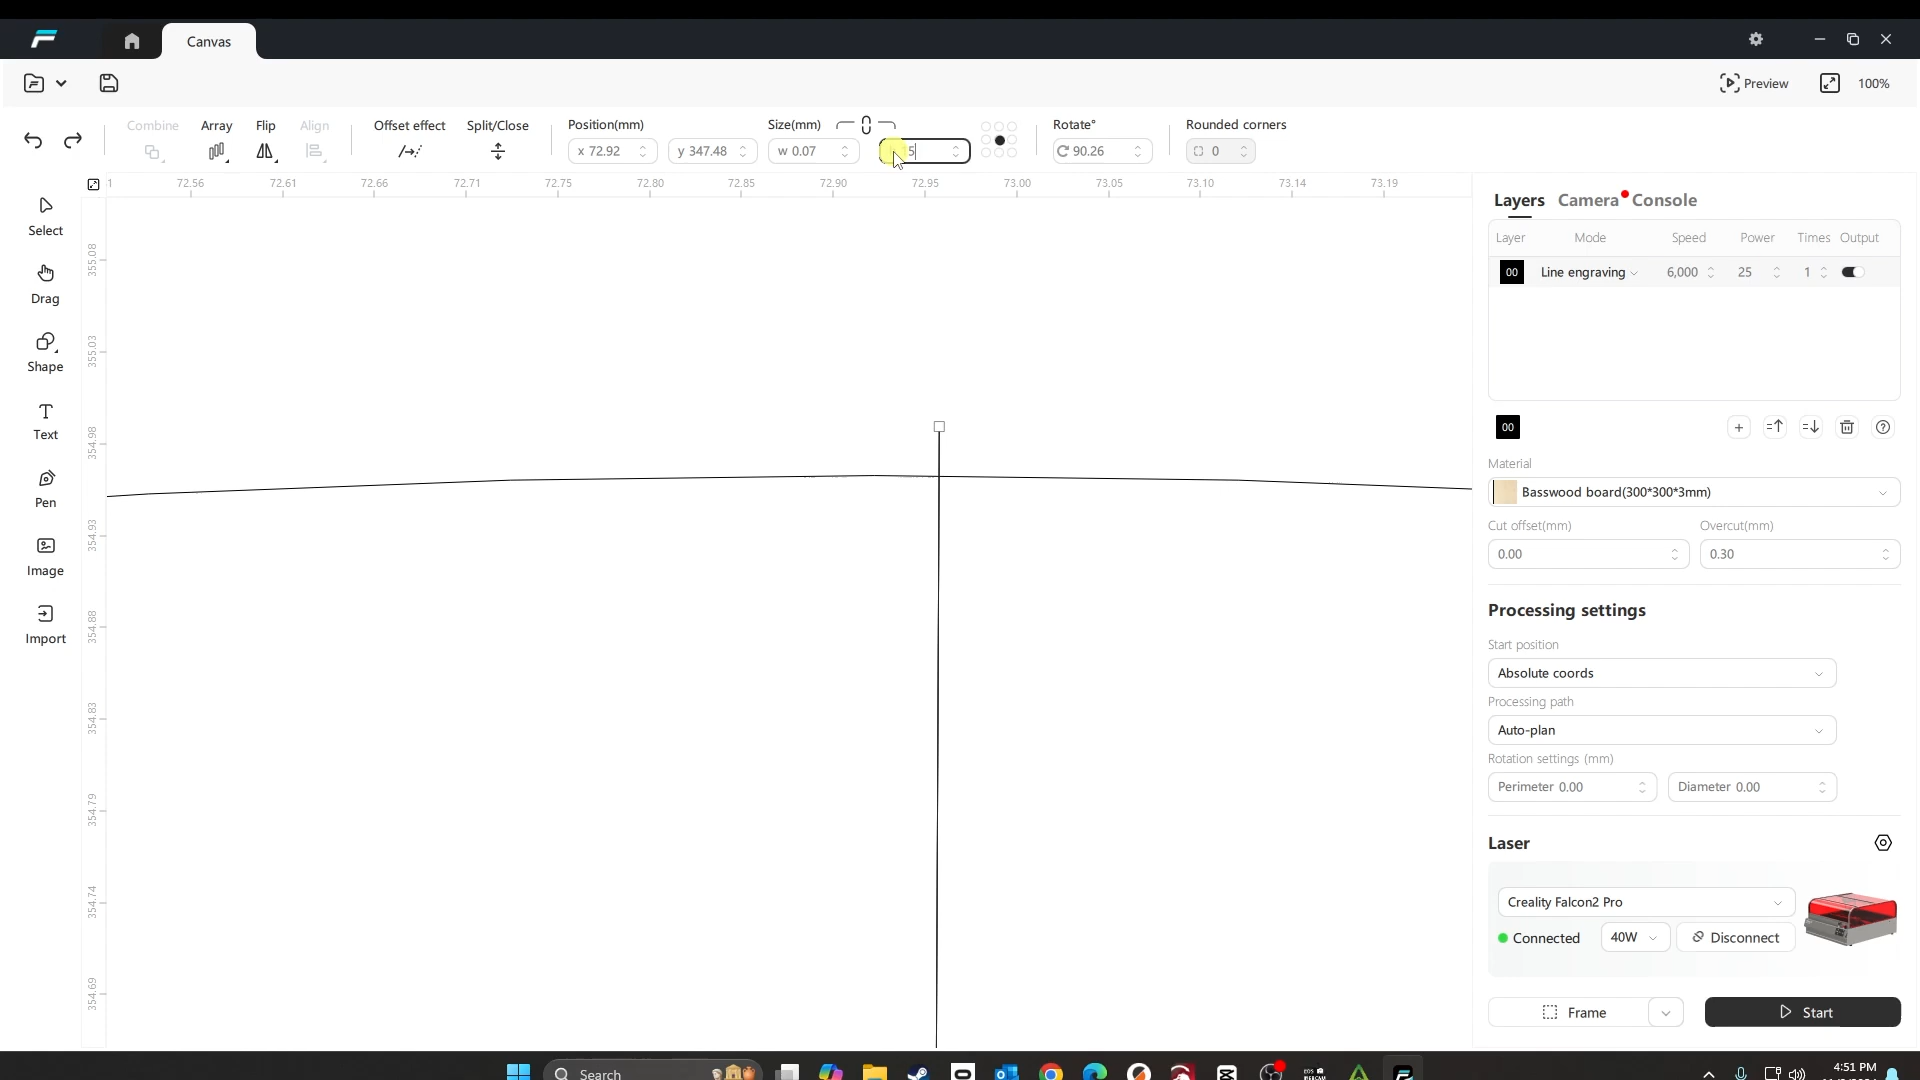 Canvas
Preview 100%
Combine Array Flip Align Offset effect Split/Close Position(mm) Size(mm) Rotate° Rounded corners
x 72.92 y 347.48 w 0.07 15 90.26 0
72.56 72.61 72.66 72.71 72.75 72.80 72.85 72.90 72.95 73.00 73.05 73.10 73.14 73.19
355.08
355.03
354.98
354.93
354.88
354.83
354.79
354.74
354.69
Select
Drag
Shape
Text
Pen
Image
Import
Layers Camera Console
Layer Mode Speed Power Times Output
00 Line engraving 6,000 25 1
00
Material
Basswood board(300*300*3mm)
Cut offset(mm) Overcut(mm)
0.00 0.30
Processing settings
Start position
Absolute coords
Processing path
Auto-plan
Rotation settings (mm)
Perimeter 0.00 Diameter 0.00
Laser
Creality Falcon2 Pro
Connected 40W Disconnect
Frame Start
Search
4:51 PM